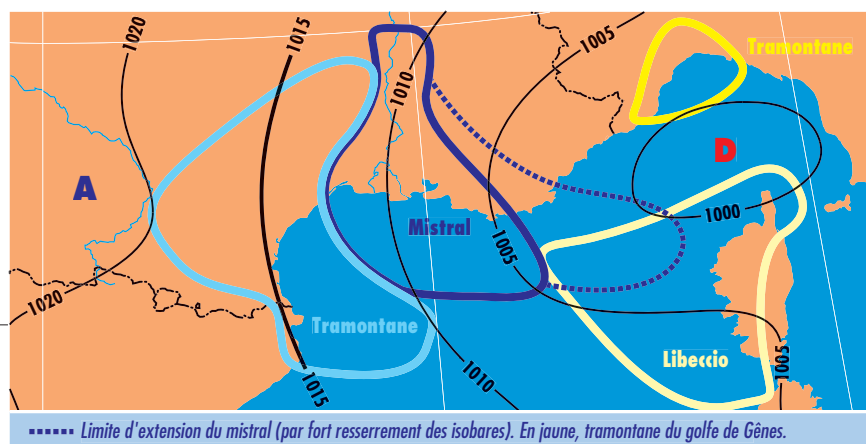 1020
1015
1005
Tramontane
1010
A
D
1000
Mistral
1005
1020
Tramontane
Libeccio
1005
1015
1010
Limite d'extension du mistral (par fort resserrement des isobares). En jaune, tramontane du golfe de Gênes.